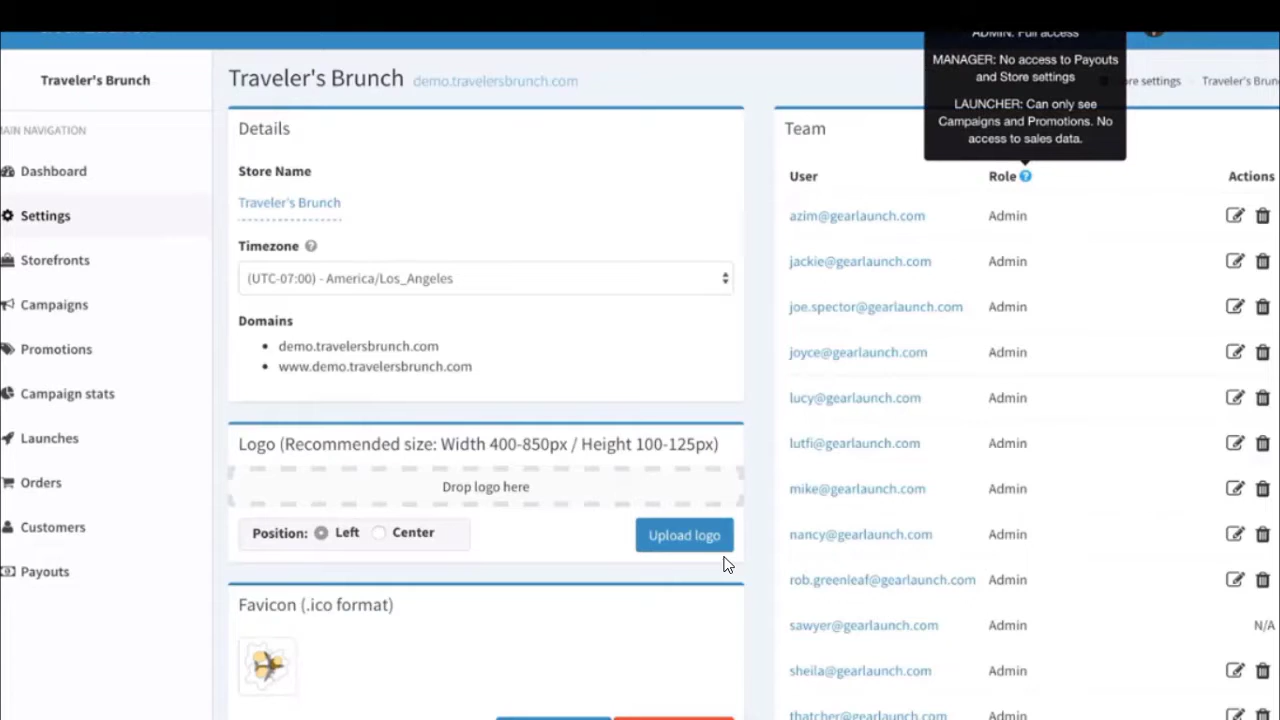 ADMIN: Full access
MANAGER: No access to Payouts
and Store settings
LAUNCHER: Can only see
Campaigns and Promotions. No
access to sales data.
Traveler's Brunch
MAIN NAVIGATION
Dashboard
Settings
Storefronts
Campaigns
Promotions
Campaign stats
Launches
Orders
Customers
Payouts
Traveler's Brunch demo.travelersbrunch.com
ore settings Traveler's Brun
Details
Store Name
Traveler's Brunch
Timezone ?
(UTC-07:00) - America/Los_Angeles
Domains
demo.travelersbrunch.com
www.demo.travelersbrunch.com
Logo (Recommended size: Width 400-850px / Height 100-125px)
Drop logo here
Position: Left Center
Upload logo
Favicon (.ico format)
Team
User Role ? Actions
azim@gearlaunch.com Admin
jackie@gearlaunch.com Admin
joe.spector@gearlaunch.com Admin
joyce@gearlaunch.com Admin
lucy@gearlaunch.com Admin
lutfi@gearlaunch.com Admin
mike@gearlaunch.com Admin
nancy@gearlaunch.com Admin
rob.greenleaf@gearlaunch.com Admin
sawyer@gearlaunch.com Admin N/A
sheila@gearlaunch.com Admin
thatcher@gearlaunch.com Admin